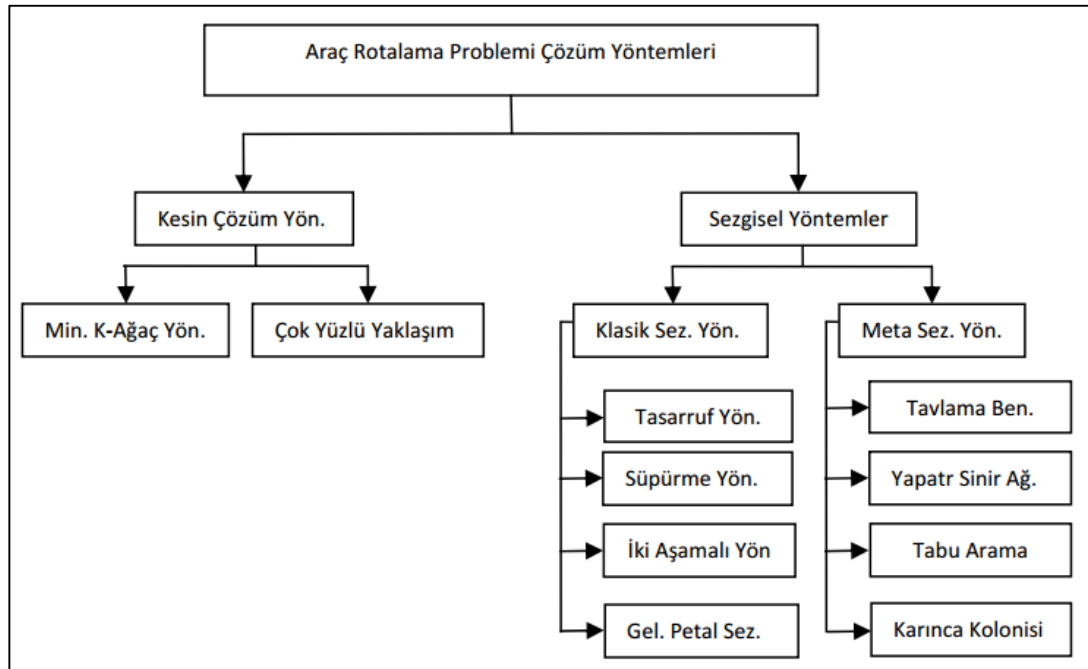 Araç Rotalama Problemi Çözüm Yöntemleri
Kesin Çözüm Yön.
Sezgisel Yöntemler
Min. K-Ağaç Yön.
Çok Yüzlü Yaklaşım
Klasik Sez. Yön.
Meta Sez. Yön.
Tasarruf Yön.
Süpürme Yön.
İki Aşamalı Yön
Gel. Petal Sez.
Tavlama Ben.
Yapatr Sinir Ağ.
Tabu Arama
Karınca Kolonisi